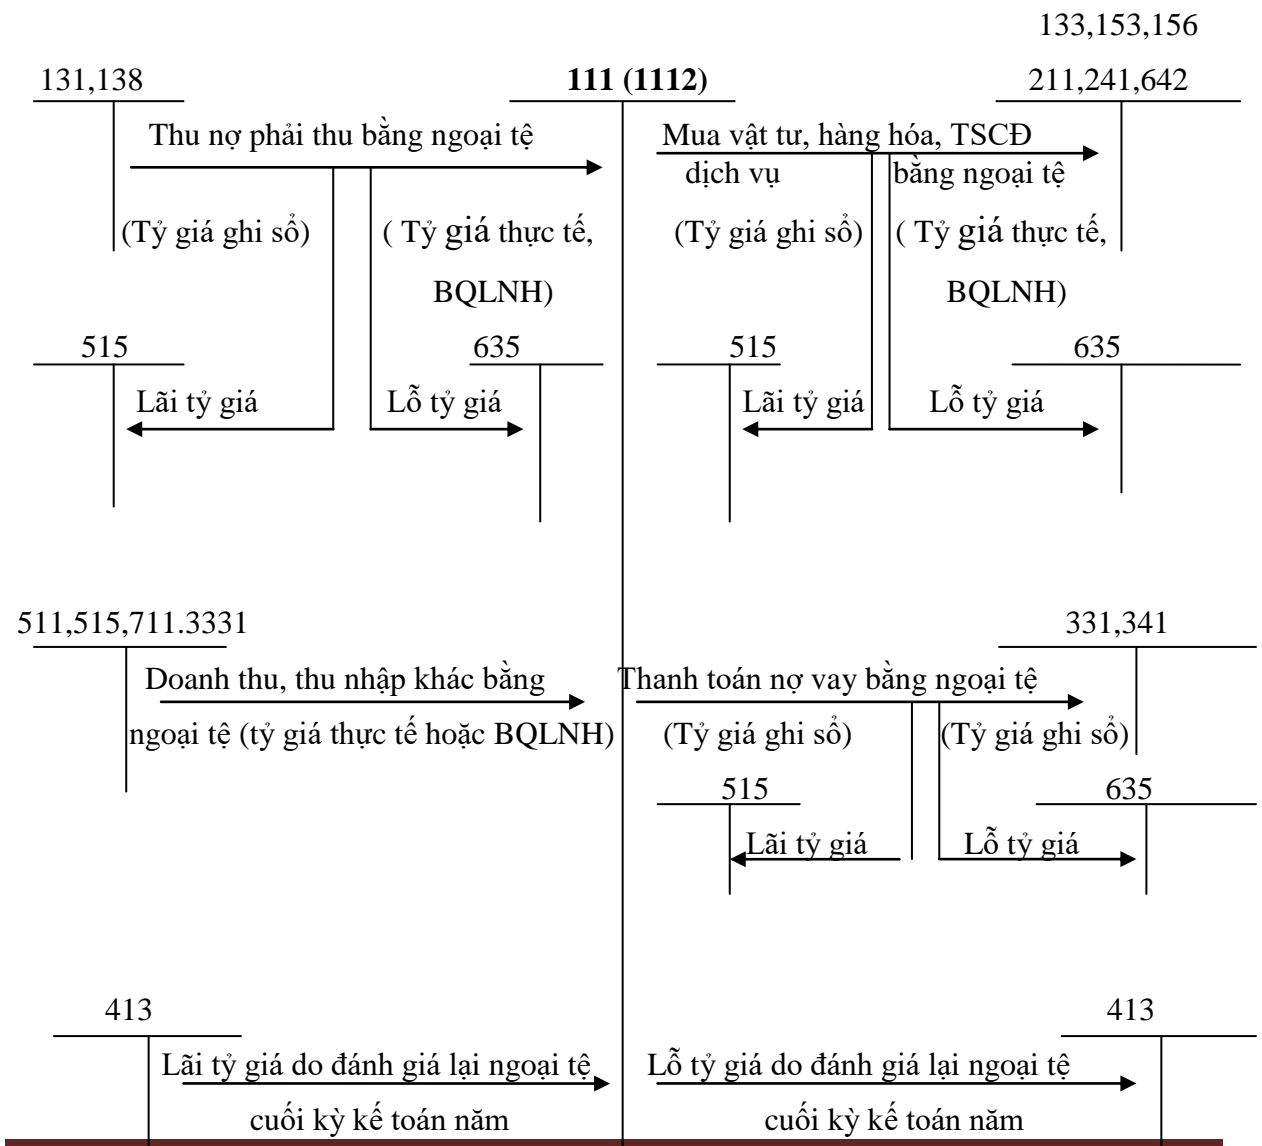 133,153,156
131,138
111 (1112)
211,241,642
Thu nợ phải thu bằng ngoại tệ
Mua vật tư, hàng hóa, TSCĐ
dịch vụ
bằng ngoại tệ
(Tỷ giá ghi sổ)
( Tỷ giá thực tế,
BQLNH)
(Tỷ giá ghi sổ)
( Tỷ giá thực tế,
BQLNH)
515
635
515
635
Lãi tỷ giá
Lỗ tỷ giá
Lãi tỷ giá
Lỗ tỷ giá
511,515,711.3331
331,341
Doanh thu, thu nhập khác bằng
ngoại tệ (tỷ giá thực tế hoặc BQLNH)
Thanh toán nợ vay bằng ngoại tệ
(Tỷ giá ghi sổ)
(Tỷ giá ghi sổ)
515
635
Lãi tỷ giá
Lỗ tỷ giá
413
413
Lãi tỷ giá do đánh giá lại ngoại tệ
cuối kỳ kế toán năm
Lỗ tỷ giá do đánh giá lại ngoại tệ
cuối kỳ kế toán năm